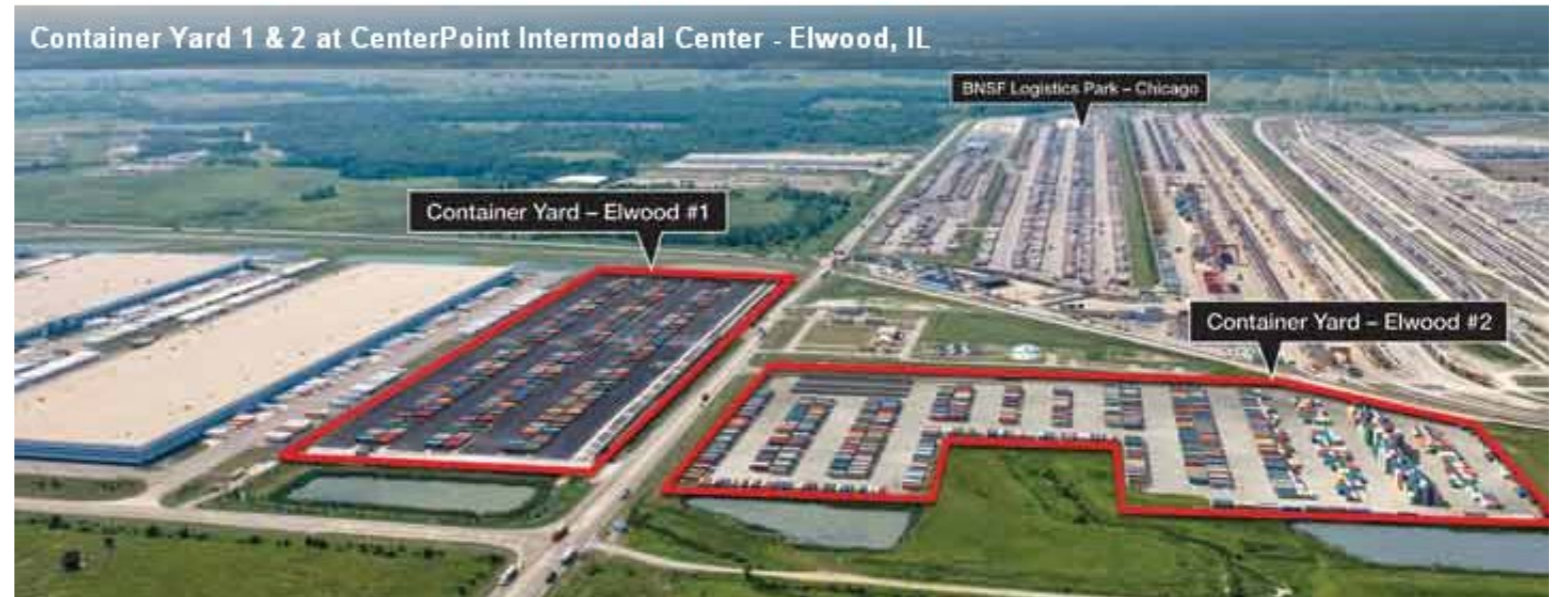 Container Yard 1 & 2 at CenterPoint Intermodal Center - Elwood, IL
BNSF Logistics Park – Chicago
Container Yard – Elwood #1
Container Yard – Elwood #2